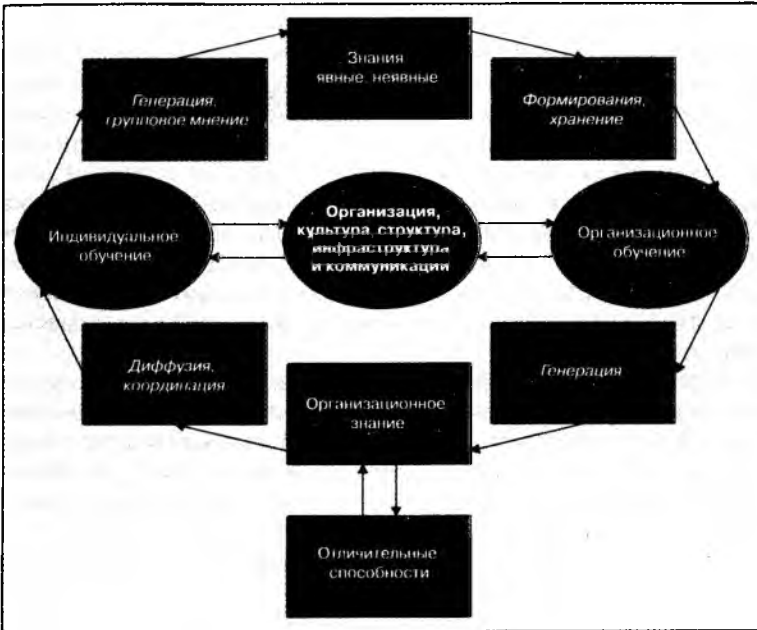 Знания
явные, неявные
Генерация,
групповое мнение
Формирования,
хранение
Индивидуальное
обучение
Организация,
культура, структура,
инфраструктура
и коммуникации
Организационное
обучение
Диффузия,
координация
Организационное
знание
Генерация
Отличительные
способности